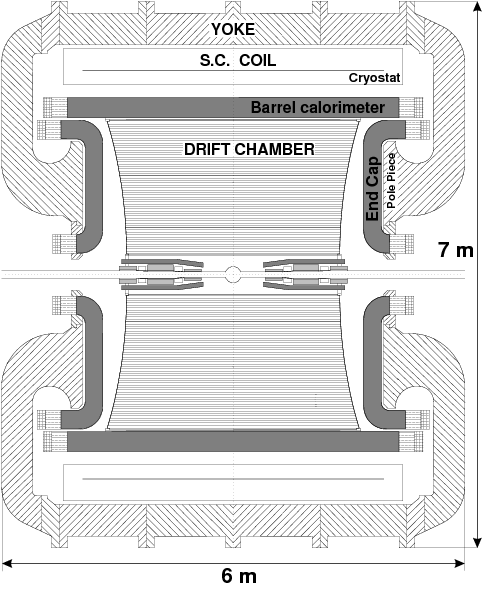 YOKE
S.C. COIL
Cryostat
Barrel calorimeter
DRIFT CHAMBER
End Cap
Pole Piece
7 m
6 m